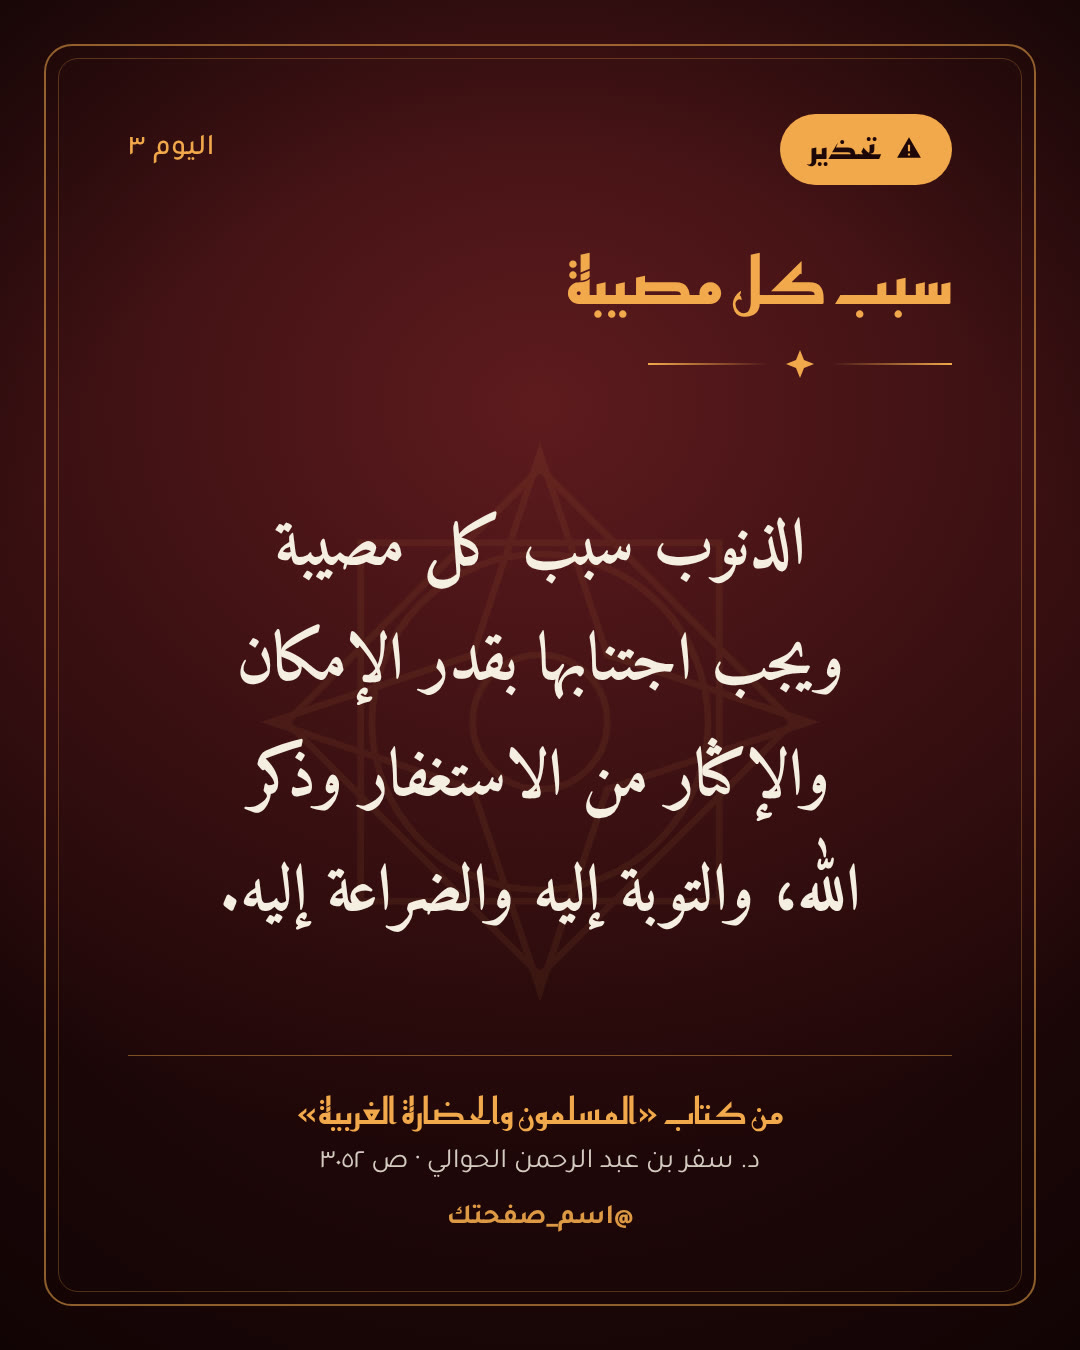 تحذير
اليوم ٣
سبب كل مصيبة
الذنوب سبب كل مصيبة
ويجب اجتنابها بقدر الإمكان
والإكثار من الاستغفار وذكر
الله، والتوبة إليه والضراعة إليه.
من كتاب «المسلمون والحضارة الغربية»
د. سفر بن عبد الرحمن الحوالي · ص ٣٠٥٢
@اسم_صفحتك